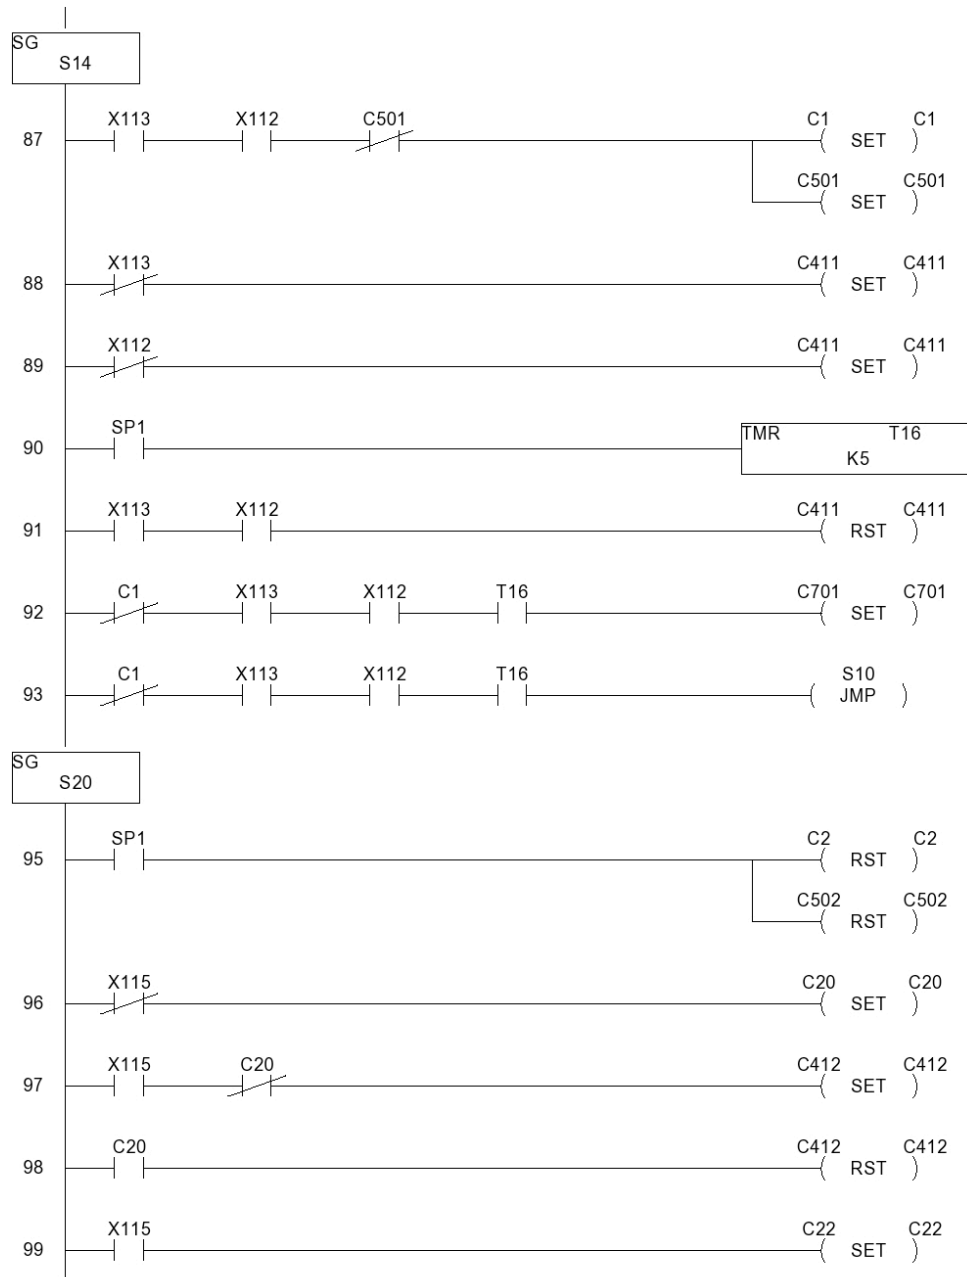 SG
S14
X113 X112 C501 C1 C1
87 SET
C501 C501
SET
X113 C411 C411
88 SET
X112 C411 C411
89 SET
SP1 TMR T16
90 K5
X113 X112 C411 C411
91 RST
C1 X113 X112 T16 C701 C701
92 SET
C1 X113 X112 T16 S10
93 JMP
SG
S20
SP1 C2 C2
95 RST
C502 C502
RST
X115 C20 C20
96 SET
X115 C20 C412 C412
97 SET
C20 C412 C412
98 RST
X115 C22 C22
99 SET